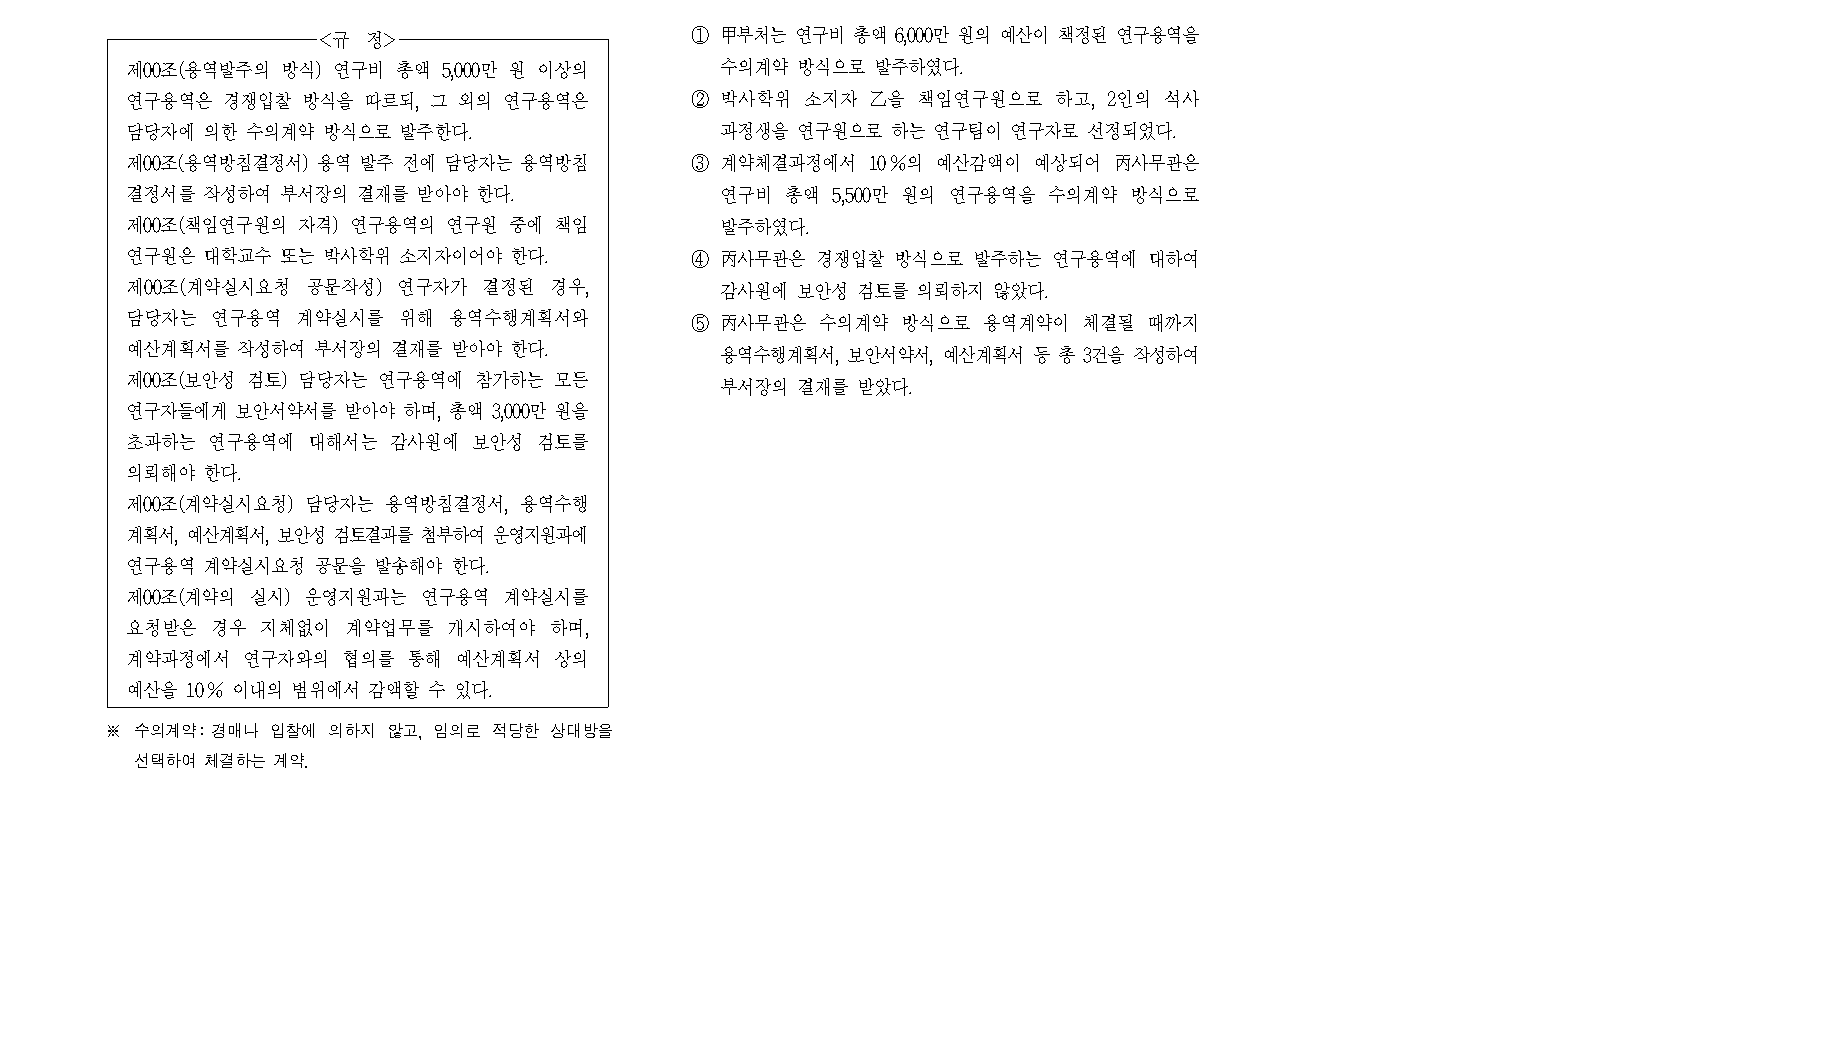 <규 정>
제00조(용역발주의 방식) 연구비 총액 5,000만 원 이상의
연구용역은 경쟁입찰 방식을 따르되, 그 외의 연구용역은
담당자에 의한 수의계약 방식으로 발주한다.
제00조(용역방침결정서) 용역 발주 전에 담당자는 용역방침
결정서를 작성하여 부서장의 결재를 받아야 한다.
제00조(책임연구원의 자격) 연구용역의 연구원 중에 책임
연구원은 대학교수 또는 박사학위 소지자이어야 한다.
제00조(계약실시요청 공문작성) 연구자가 결정된 경우,
담당자는 연구용역 계약실시를 위해 용역수행계획서와
예산계획서를 작성하여 부서장의 결재를 받아야 한다.
제00조(보안성 검토) 담당자는 연구용역에 참가하는 모든
연구자들에게 보안서약서를 받아야 하며, 총액 3,000만 원을
초과하는 연구용역에 대해서는 감사원에 보안성 검토를
의뢰해야 한다.
제00조(계약실시요청) 담당자는 용역방침결정서, 용역수행
계획서, 예산계획서, 보안성 검토결과를 첨부하여 운영지원과에
연구용역 계약실시요청 공문을 발송해야 한다.
제00조(계약의 실시) 운영지원과는 연구용역 계약실시를
요청받은 경우 지체없이 계약업무를 개시하여야 하며,
계약과정에서 연구자와의 협의를 통해 예산계획서 상의
예산을 10% 이내의 범위에서 감액할 수 있다.
※ 수의계약: 경매나 입찰에 의하지 않고, 임의로 적당한 상대방을
선택하여 체결하는 계약.
① 甲부처는 연구비 총액 6,000만 원의 예산이 책정된 연구용역을
수의계약 방식으로 발주하였다.
② 박사학위 소지자 乙을 책임연구원으로 하고, 2인의 석사
과정생을 연구원으로 하는 연구팀이 연구자로 선정되었다.
③ 계약체결과정에서 10%의 예산감액이 예상되어 丙사무관은
연구비 총액 5,500만 원의 연구용역을 수의계약 방식으로
발주하였다.
④ 丙사무관은 경쟁입찰 방식으로 발주하는 연구용역에 대하여
감사원에 보안성 검토를 의뢰하지 않았다.
⑤ 丙사무관은 수의계약 방식으로 용역계약이 체결될 때까지
용역수행계획서, 보안서약서, 예산계획서 등 총 3건을 작성하여
부서장의 결재를 받았다.